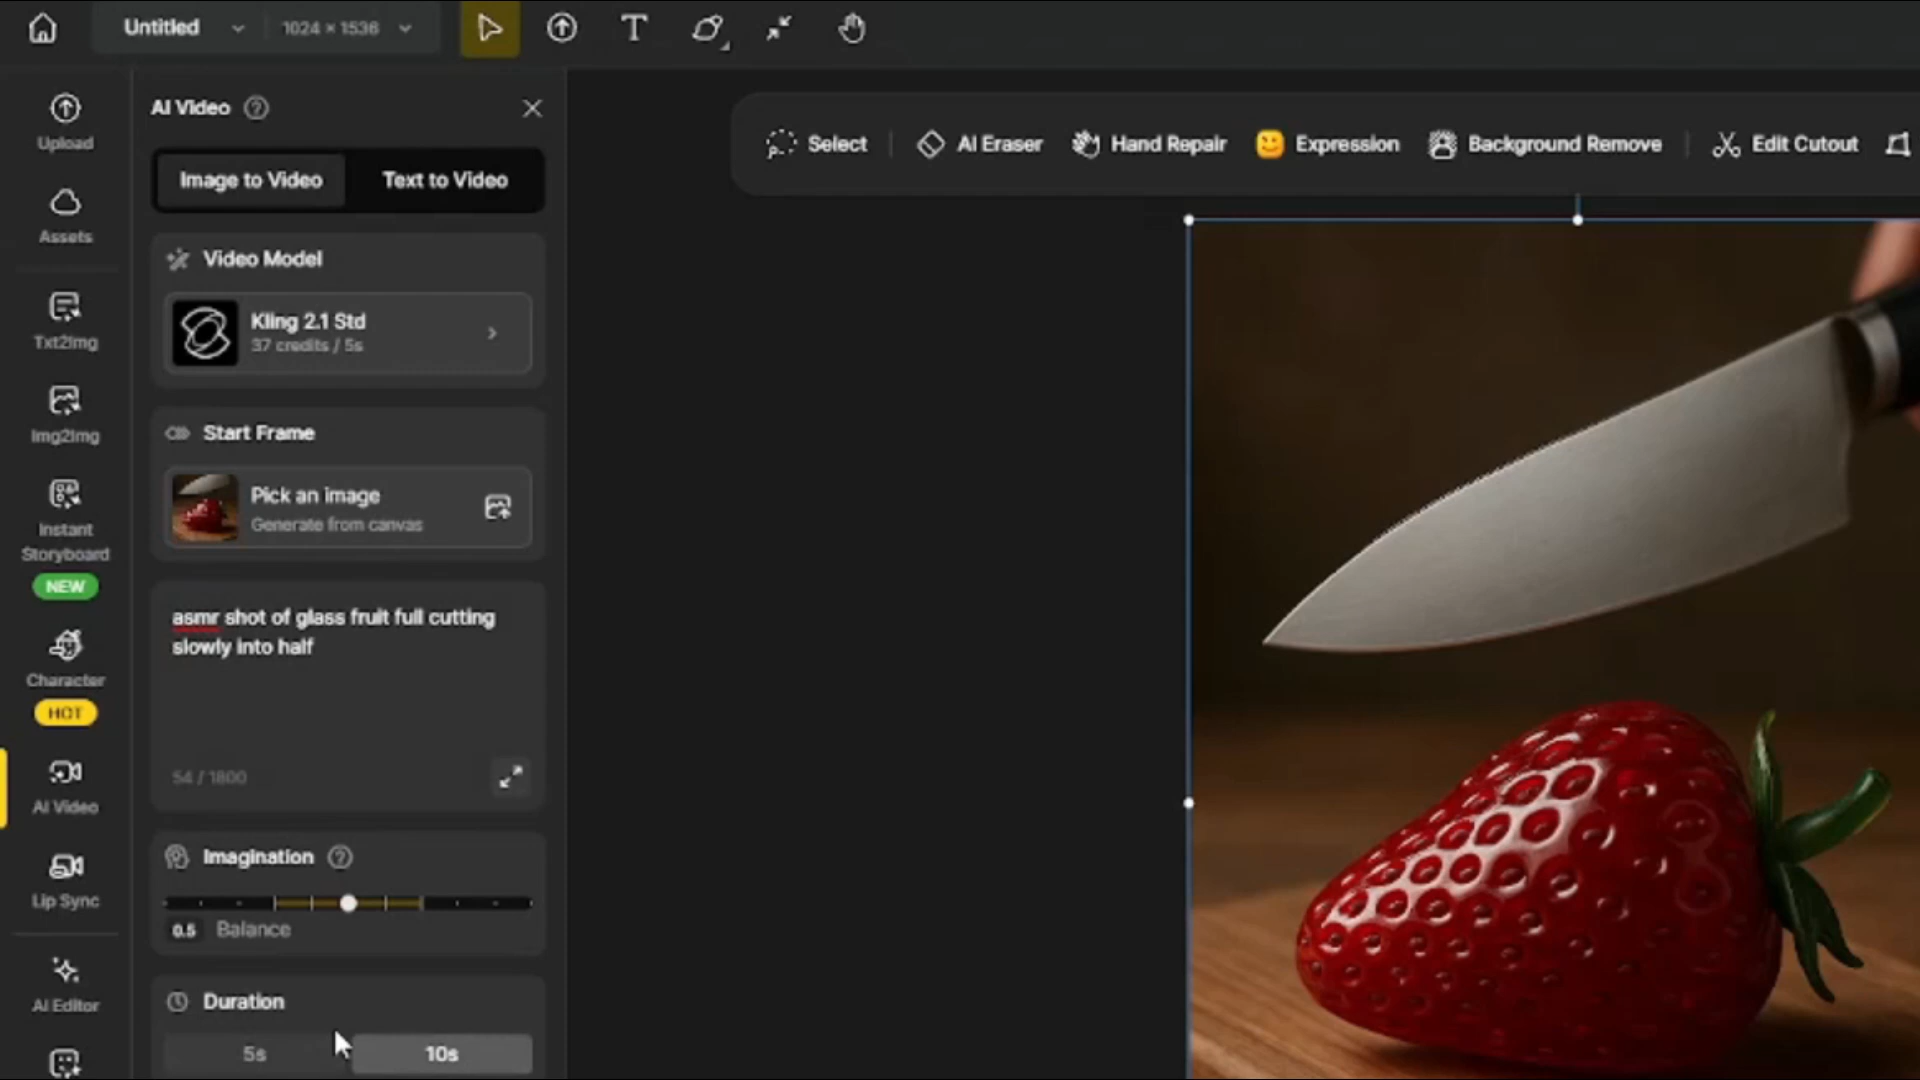 Untitled
1024 × 1536
T
AI Video
Image to Video
Text to Video
Video Model
Kling 2.1 Std
37 credits / 5s
Start Frame
Pick an image
Generate from canvas
asmr shot of glass fruit full cutting
slowly into half
54 / 1800
Imagination
0.5 Balance
Duration
5s
10s
Upload
Assets
Txt2Img
Img2Img
Instant
Storyboard
NEW
Character
HOT
AI Video
Lip Sync
AI Editor
Select
AI Eraser
Hand Repair
Expression
Background Remove
Edit Cutout